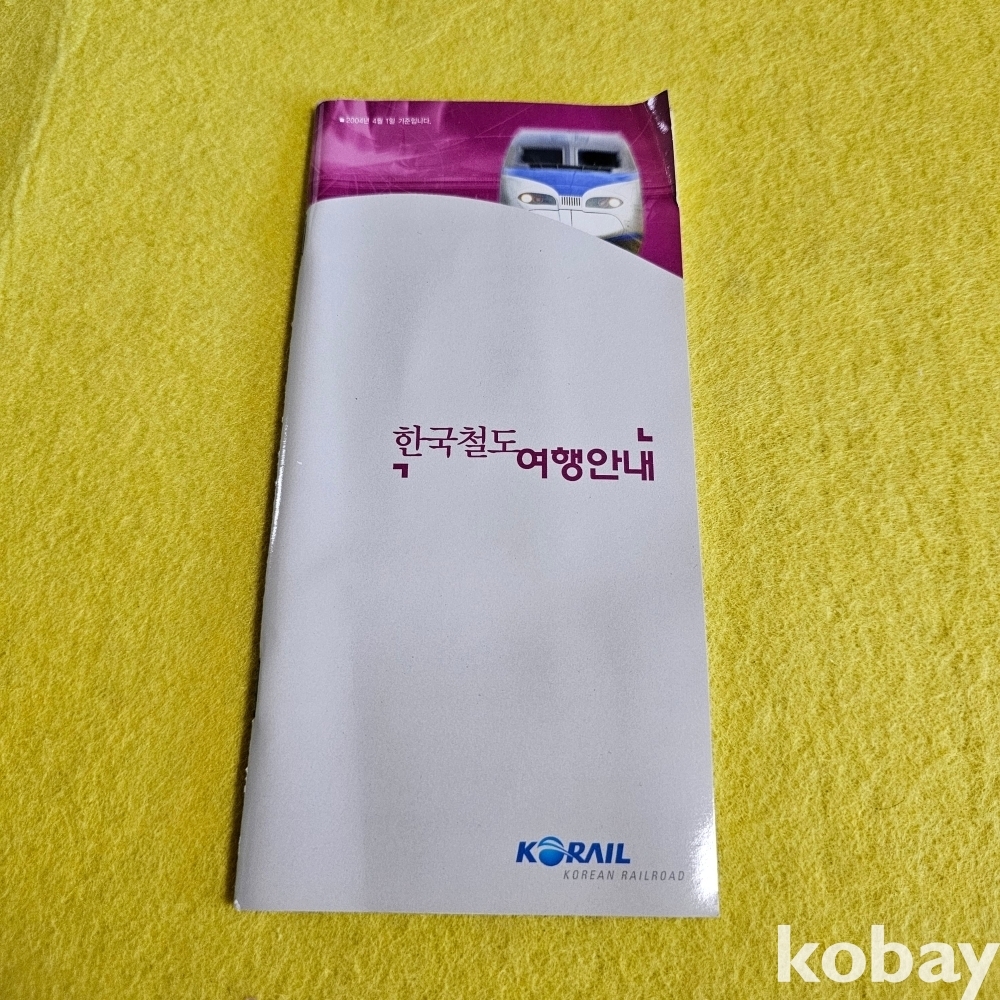 ★2004년 4월 1일 기준입니다.
한국철도
여행안내
KORAIL
KOREAN RAILROAD
kobay